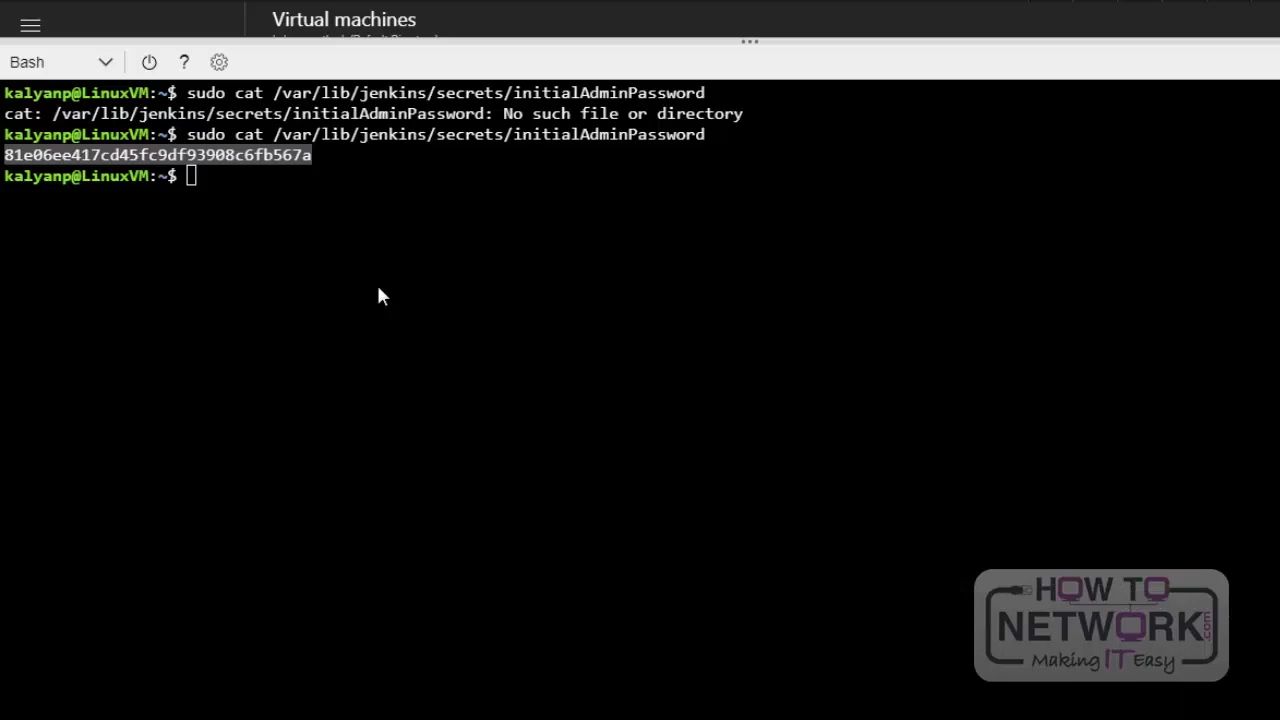 Virtual machines
Bash
?
kalyanp@LinuxVM:~$ sudo cat /var/lib/jenkins/secrets/initialAdminPassword
cat: /var/lib/jenkins/secrets/initialAdminPassword: No such file or directory
kalyanp@LinuxVM:~$ sudo cat /var/lib/jenkins/secrets/initialAdminPassword
81e06ee417cd45fc9df93908c6fb567a
kalyanp@LinuxVM:~$
HOW TO
NETWORK.com
Making IT Easy